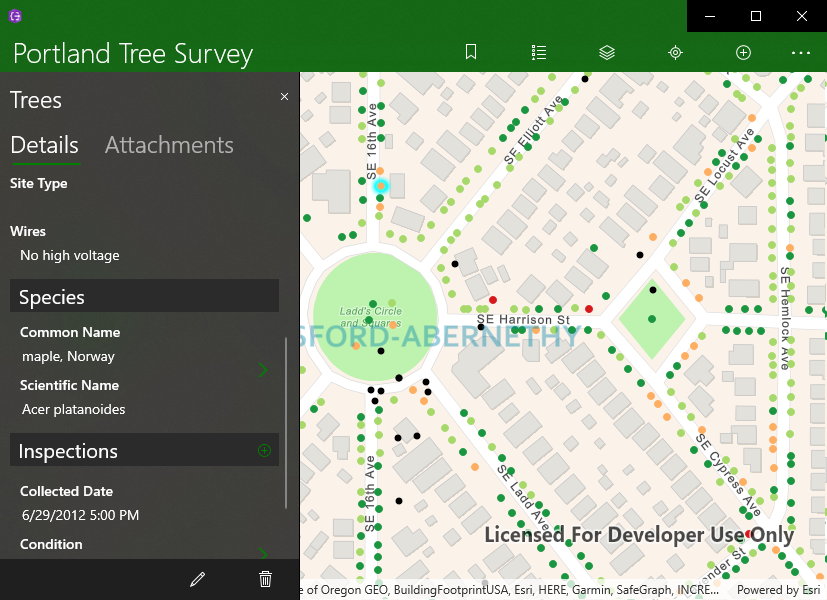 Portland Tree Survey
Trees
Details Attachments
Site Type
Wires
No high voltage
Species
Common Name
maple, Norway
Scientific Name
Acer platanoides
Inspections
Collected Date
6/29/2012 5:00 PM
Condition
SE 16th Ave
SE Elliott Ave
SE Locust Ave
SE Hemlock Ave
Ladd's Circle
and Squares
SE Harrison St
SFORD-ABERNETHY
SE 16th Ave
SE Ladd Ave
SE Cypress Ave
Licensed For Developer Use Only
nder St
e of Oregon GEO, BuildingFootprintUSA, Esri, HERE, Garmin, SafeGraph, INCRE... Powered by Esri